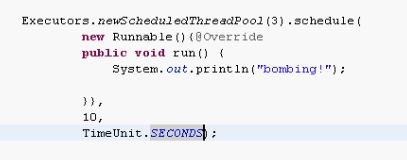 Executors.newScheduledThreadPool(3).schedule(
new Runnable(){@Override
public void run() {
System.out.println("bombing!");
}},
10,
TimeUnit.SECONDS);